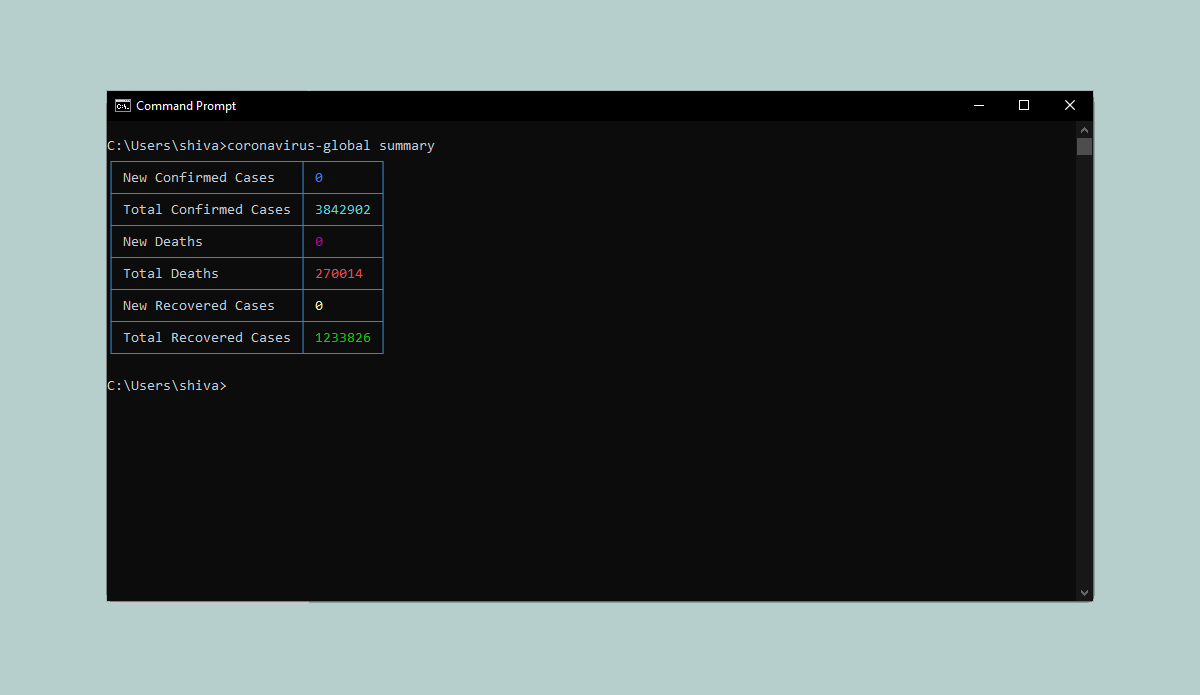 Command Prompt
C:\Users\shiva>coronavirus-global summary
New Confirmed Cases 0
Total Confirmed Cases 3842902
New Deaths 0
Total Deaths 270014
New Recovered Cases 0
Total Recovered Cases 1233826
C:\Users\shiva>